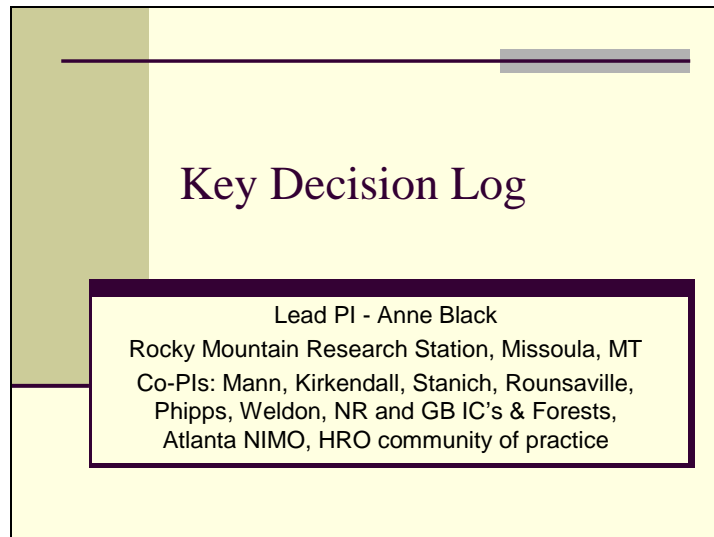 Key Decision Log
Lead PI - Anne Black
Rocky Mountain Research Station, Missoula, MT
Co-PIs: Mann, Kirkendall, Stanich, Rounsaville,
Phipps, Weldon, NR and GB IC's & Forests,
Atlanta NIMO, HRO community of practice